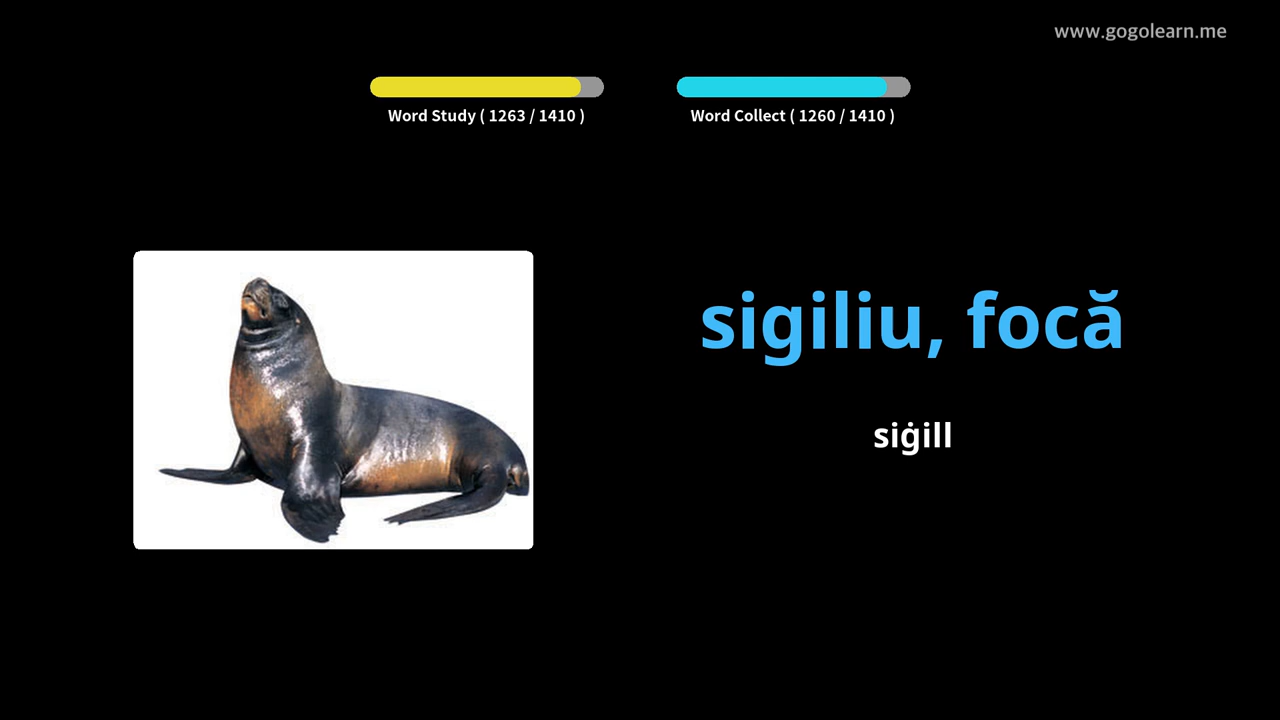 www.gogolearn.me
Word Study ( 1263 / 1410 )
Word Collect ( 1260 / 1410 )
sigiliu, focă
siġill